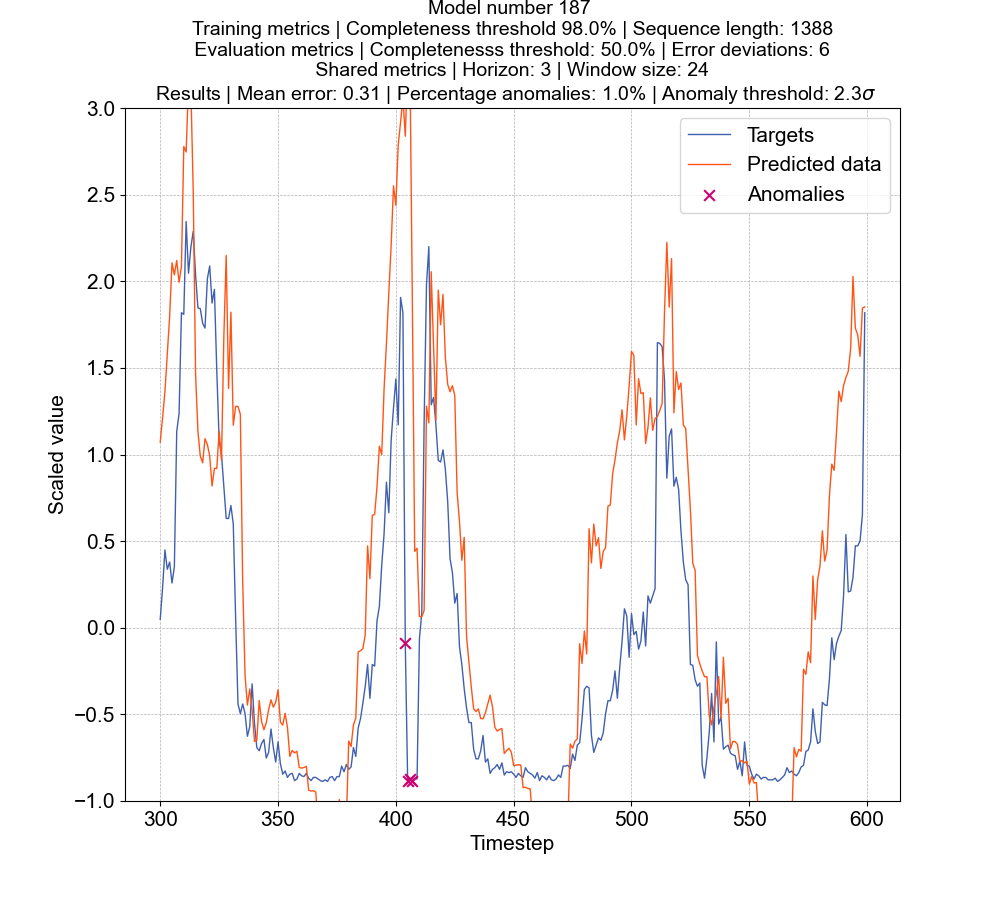 Model number 187
Training metrics | Completeness threshold 98.0% | Sequence length: 1388
Evaluation metrics | Completenesss threshold: 50.0% | Error deviations: 6
Shared metrics | Horizon: 3 | Window size: 24
Results | Mean error: 0.31 | Percentage anomalies: 1.0% | Anomaly threshold: 2.3σ
Targets
Predicted data
Anomalies
Scaled value
3.0
2.5
2.0
1.5
1.0
0.5
0.0
−0.5
−1.0
300 350 400 450 500 550 600
Timestep